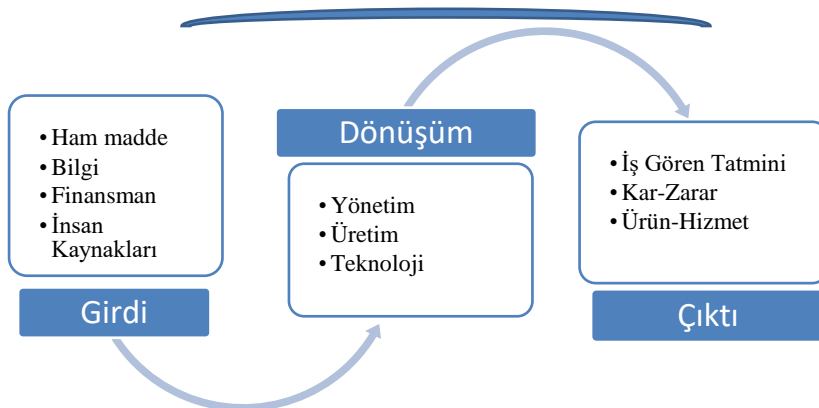 • Ham madde
• Bilgi
• Finansman
• İnsan
Kaynakları
Girdi
Dönüşüm
• Yönetim
• Üretim
• Teknoloji
• İş Gören Tatmini
• Kar-Zarar
• Ürün-Hizmet
Çıktı